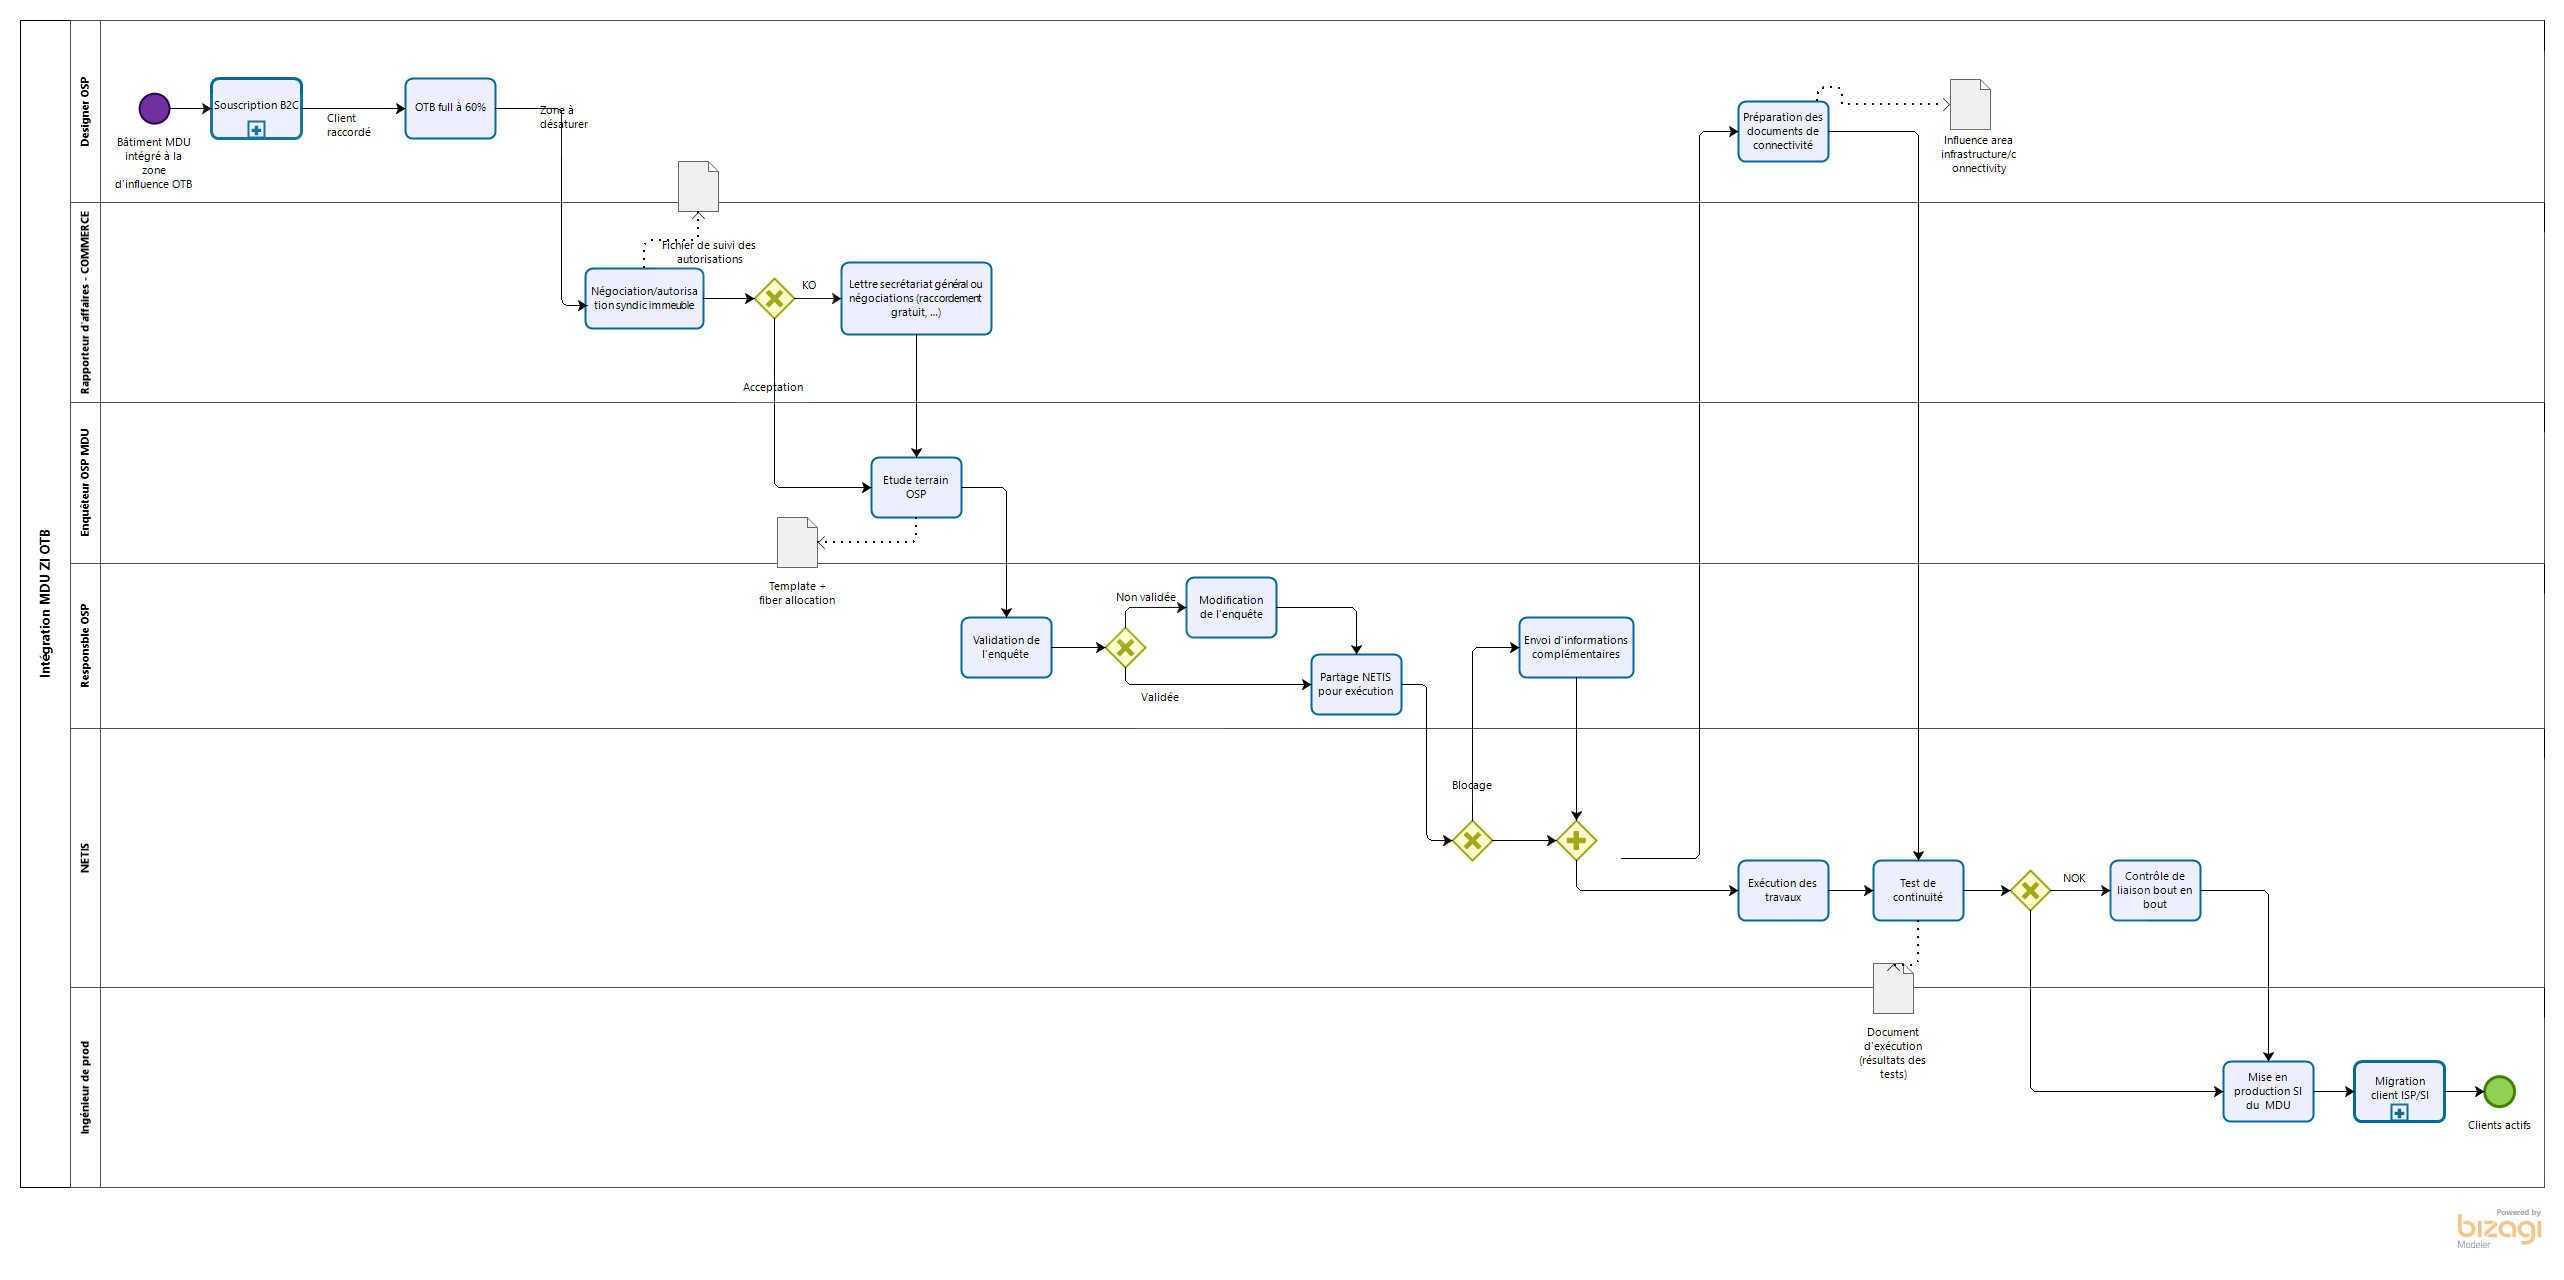 Intégration MDU ZI OTB
Designer OSP
Bâtiment MDU
intégré à la
zone
d'influence OTB
Souscription B2C
Client
raccordé
OTB full à 60%
Zone à
désaturer
Préparation des
documents de
connectivité
Influence area
infrastructure/c
onnectivity
Rapporteur d'affaires - COMMERCE
Fichier de suivi des
autorisations
Négociation/autorisa
tion syndic immeuble
KO
Lettre secrétariat général ou
négociations (raccordement
gratuit, ...)
Acceptation
Enquêteur OSP MDU
Etude terrain
OSP
Template +
fiber allocation
Responsable OSP
Validation de
l'enquête
Non validée
Validée
Modification
de l'enquête
Partage NETIS
pour exécution
Envoi d'informations
complémentaires
NETIS
Blocage
Exécution des
travaux
Test de
continuité
NOK
Contrôle de
liaison bout en
bout
Document
d'exécution
(résultats des
tests)
Ingénieur de prod
Mise en
production SI
du MDU
Migration
client ISP/SI
Clients actifs
Powered by
bizagi
Modeler